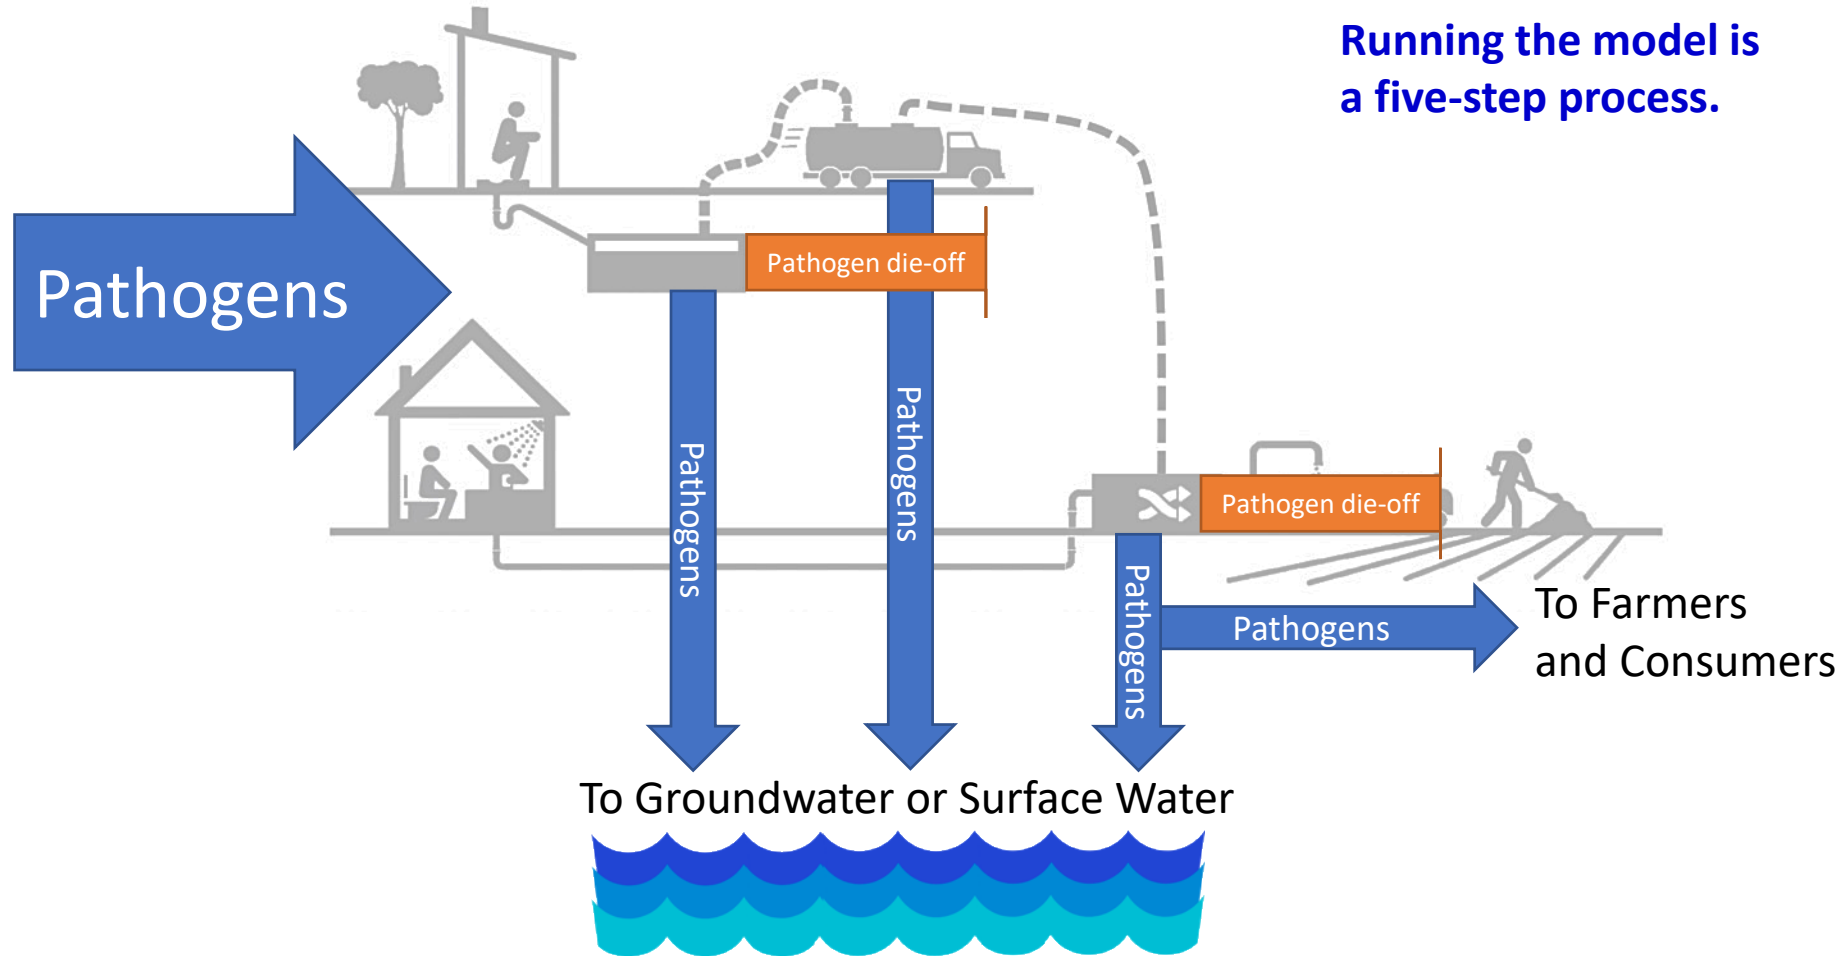 Running the model is
a five-step process.
Pathogens
Pathogen die-off
Pathogens
Pathogens
Pathogen die-off
Pathogens
Pathogens
To Farmers
and Consumers
To Groundwater or Surface Water